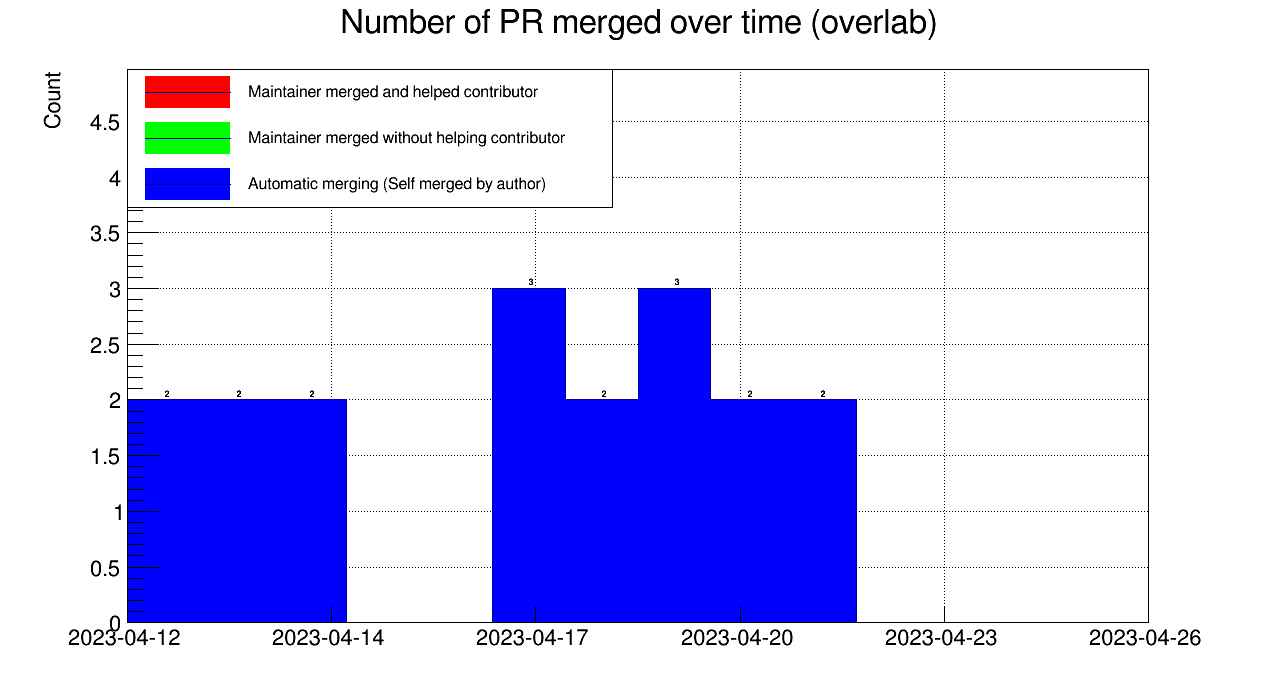 Number of PR merged over time (overlab)
Count
Maintainer merged and helped contributor
Maintainer merged without helping contributor
Automatic merging (Self merged by author)
4.5
4
3.5
3
2.5
2
1.5
1
0.5
0
2 2 2 3 2 3 2 2
2023-04-12 2023-04-14 2023-04-17 2023-04-20 2023-04-23 2023-04-26